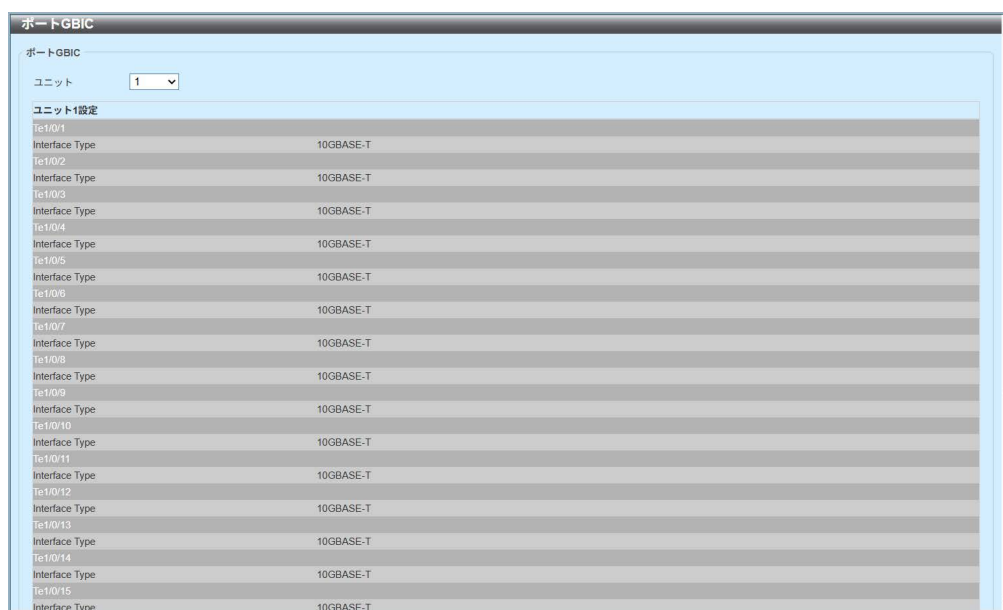 ポートGBIC
ポートGBIC
ユニット 1
ユニット1設定
Te1/0/1
Interface Type 10GBASE-T
Te1/0/2
Interface Type 10GBASE-T
Te1/0/3
Interface Type 10GBASE-T
Te1/0/4
Interface Type 10GBASE-T
Te1/0/5
Interface Type 10GBASE-T
Te1/0/6
Interface Type 10GBASE-T
Te1/0/7
Interface Type 10GBASE-T
Te1/0/8
Interface Type 10GBASE-T
Te1/0/9
Interface Type 10GBASE-T
Te1/0/10
Interface Type 10GBASE-T
Te1/0/11
Interface Type 10GBASE-T
Te1/0/12
Interface Type 10GBASE-T
Te1/0/13
Interface Type 10GBASE-T
Te1/0/14
Interface Type 10GBASE-T
Te1/0/15
Interface Type 10GBASE-T